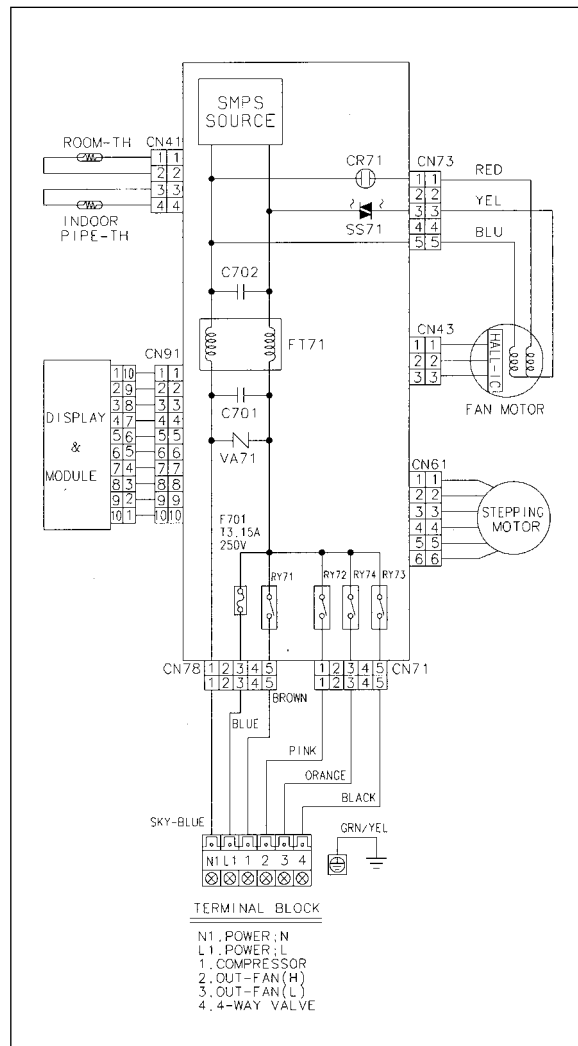 SMPS
SOURCE
ROOM-TH
CN41
1 1
2 2
3 3
4 4
INDOOR
PIPE-TH
CR71
CN73
RED
1 1
2 2
YEL
3 3
SS71
4 4
BLU
5 5
C702
FT71
CN43
1 1
2 2
3 3
HALL-IC
FAN MOTOR
CN91
DISPLAY
&
MODULE
1 10 1 1
2 9 2 2
3 8 3 3
4 7 4 4
5 6 5 5
6 5 6 6
7 4 7 7
8 3 8 8
9 2 9 9
10 1 10 10
C701
VA71
CN61
1 1
2 2
3 3
4 4
5 5
6 6
STEPPING
MOTOR
F701
T3.15A
250V
RY71
RY72
RY74
RY73
CN78
1 2 3 4 5
1 2 3 4 5
1 2 3 4 5
1 2 3 4 5
CN71
BROWN
BLUE
PINK
ORANGE
BLACK
SKY-BLUE
GRN/YEL
N1 L1 1 2 3 4
TERMINAL BLOCK
N1.POWER;N
L1.POWER;L
1.COMPRESSOR
2.OUT-FAN(H)
3.OUT-FAN(L)
4.4-WAY VALVE